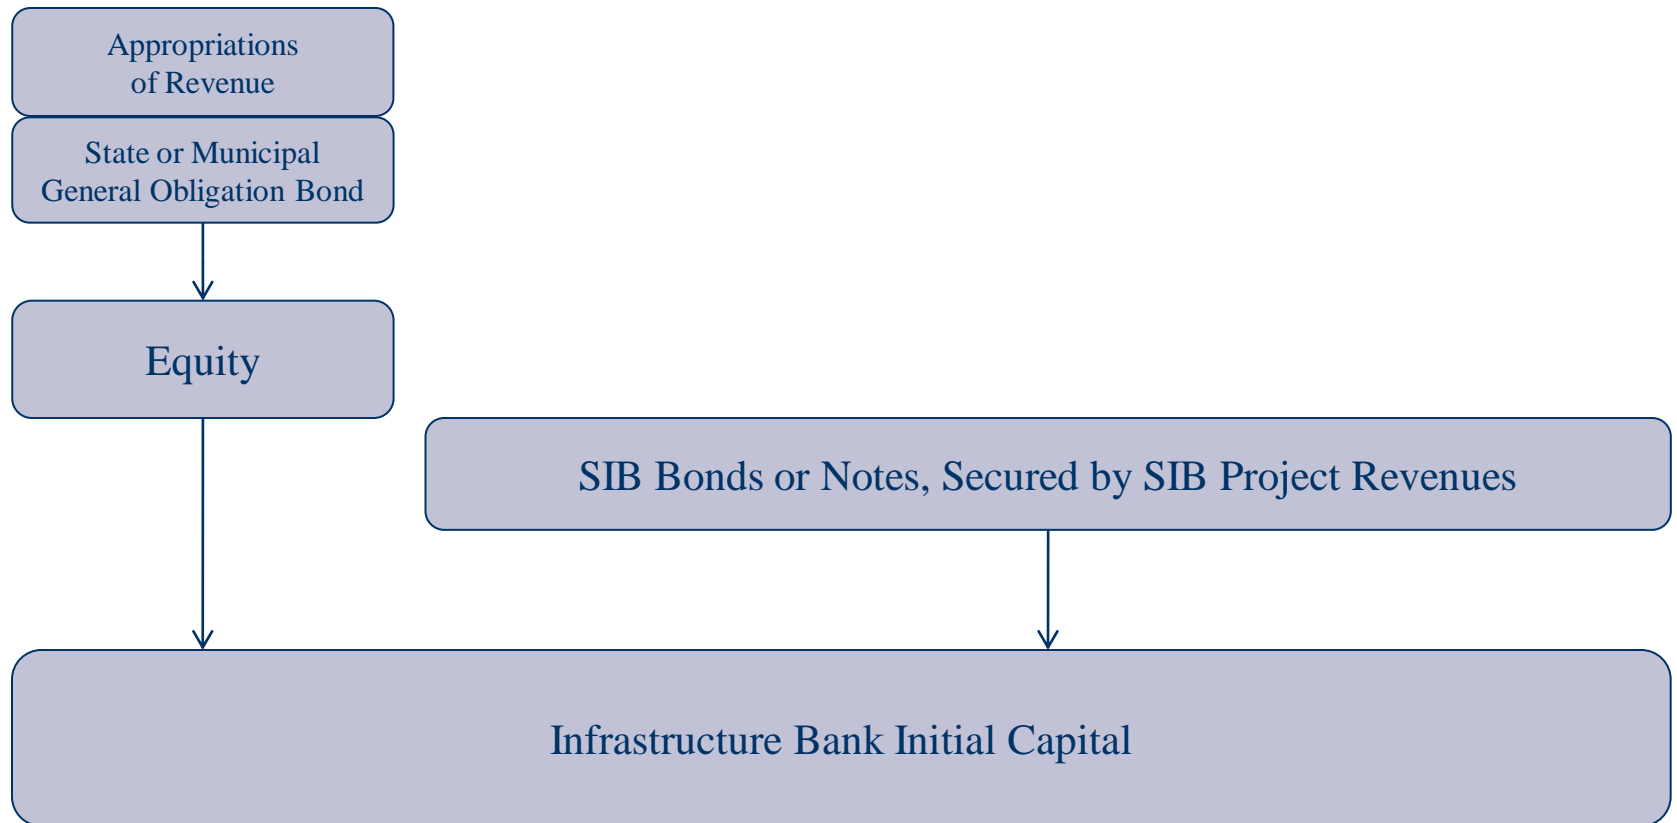 Appropriations
of Revenue
State or Municipal
General Obligation Bond
Equity
SIB Bonds or Notes, Secured by SIB Project Revenues
Infrastructure Bank Initial Capital